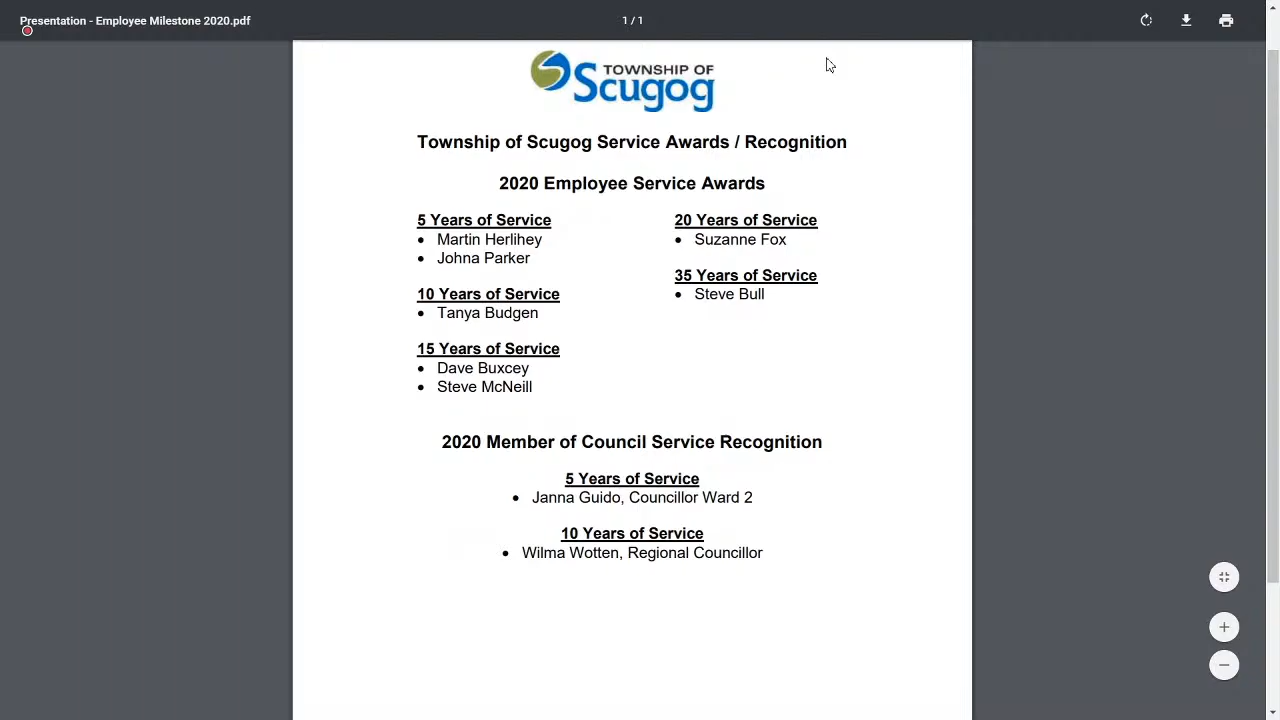 Presentation - Employee Milestone 2020.pdf
1 / 1
TOWNSHIP OF
Scugog
Township of Scugog Service Awards / Recognition
2020 Employee Service Awards
5 Years of Service
• Martin Herlihey
• Johna Parker
10 Years of Service
• Tanya Budgen
15 Years of Service
• Dave Buxcey
• Steve McNeill
20 Years of Service
• Suzanne Fox
35 Years of Service
• Steve Bull
2020 Member of Council Service Recognition
5 Years of Service
• Janna Guido, Councillor Ward 2
10 Years of Service
• Wilma Wotten, Regional Councillor